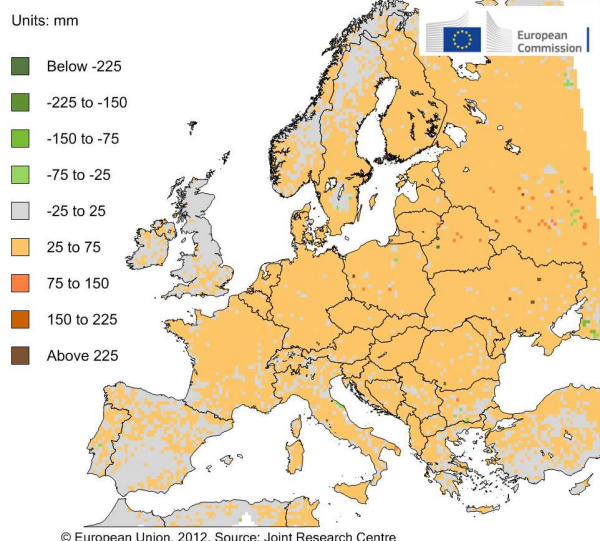 Units: mm
European
Commission
Below -225
-225 to -150
-150 to -75
-75 to -25
-25 to 25
25 to 75
75 to 150
150 to 225
Above 225
© European Union, 2012. Source: Joint Research Centre